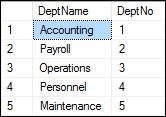 DeptName DeptNo
1 Accounting 1
2 Payroll 2
3 Operations 3
4 Personnel 4
5 Maintenance 5